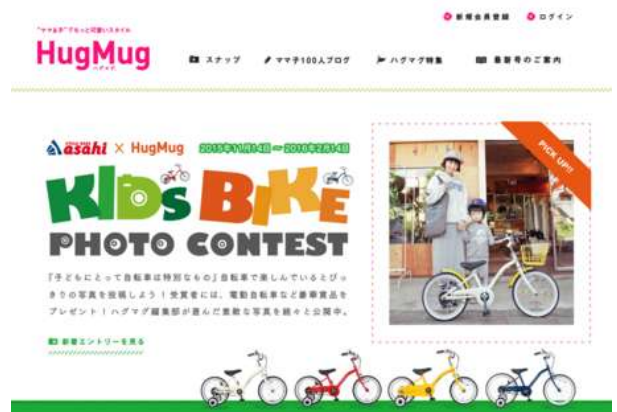 新規会員登録 ログイン
"ママ&子"でもっと可愛いスタイル
HugMug
ハグマグ
スナップ ママ子100人ブログ ハグマグ特集 最新号のご案内
asahi × HugMug 2015年11月14日〜2016年2月14日
PICK UP!!
KIDS BIKE
PHOTO CONTEST
『子どもにとって自転車は特別なもの』自転車で楽しんでいるとびっ
きりの写真を投稿しよう！受賞者には、電動自転車など豪華賞品を
プレゼント！ハグマグ編集部が選んだ素敵な写真を続々と公開中。
新着エントリーを見る